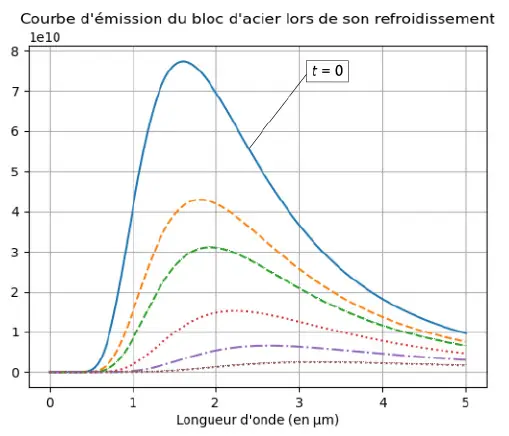 Courbe d'émission du bloc d'acier lors de son refroidissement
1e10
8
t = 0
7
6
5
4
3
2
1
0
0 1 2 3 4 5
Longueur d'onde (en µm)